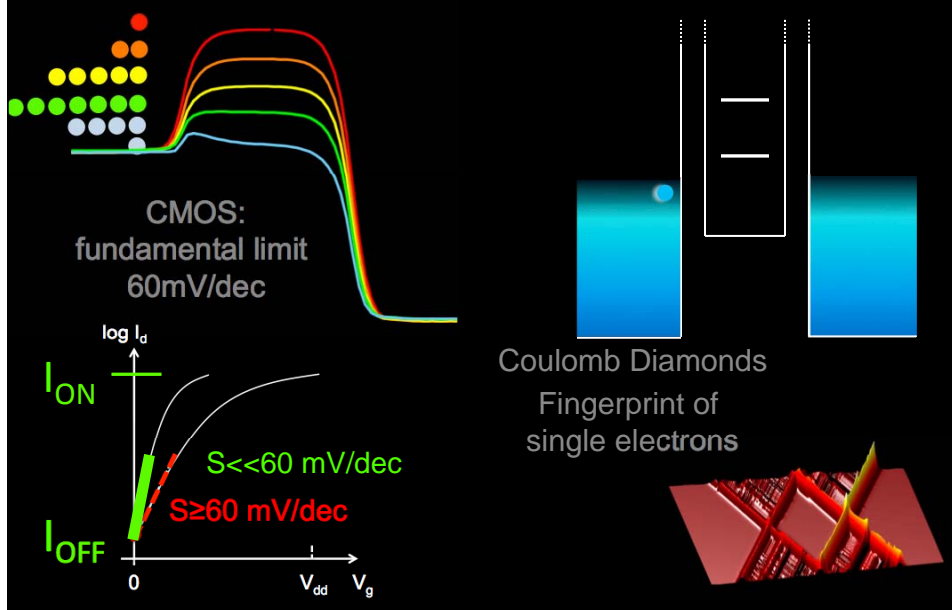 CMOS:
fundamental limit
60mV/dec
log I_d
I_ON
S<<60 mV/dec
S≥60 mV/dec
I_OFF
0
V_dd
V_g
Coulomb Diamonds
Fingerprint of
single electrons